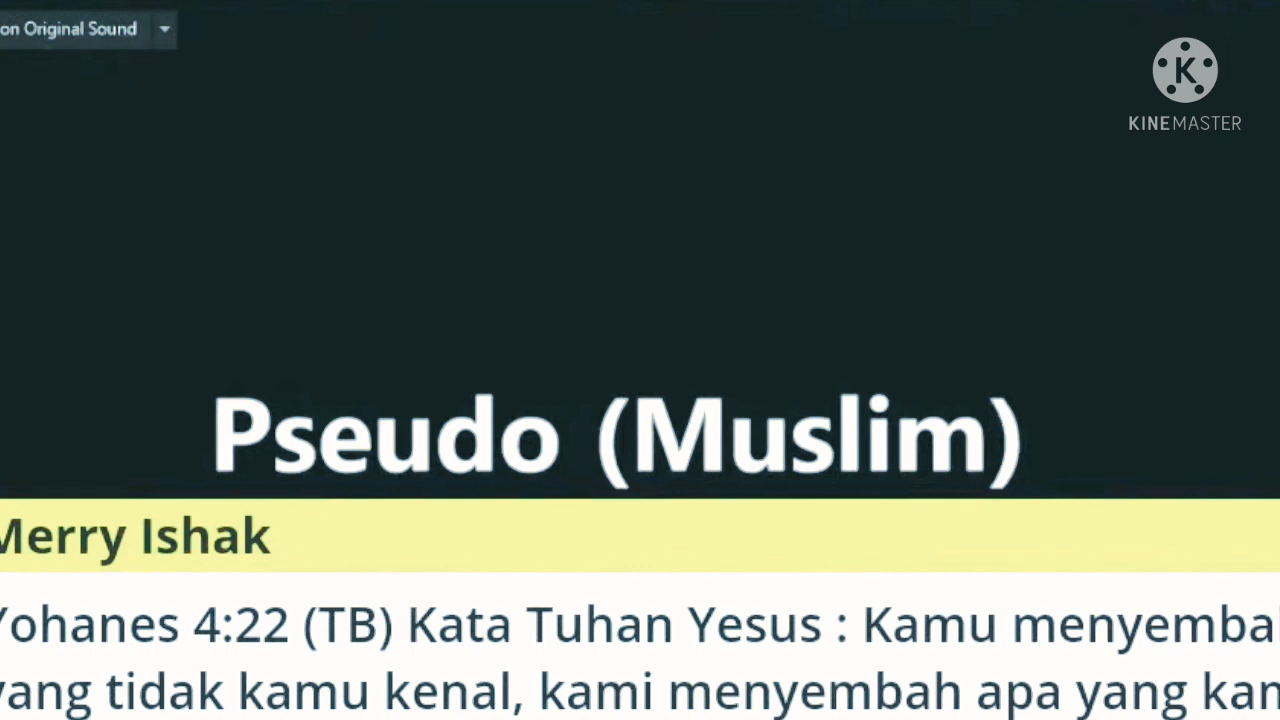 on Original Sound
KINEMASTER
Pseudo (Muslim)
Merry Ishak
Yohanes 4:22 (TB) Kata Tuhan Yesus : Kamu menyemba
yang tidak kamu kenal, kami menyembah apa yang kam